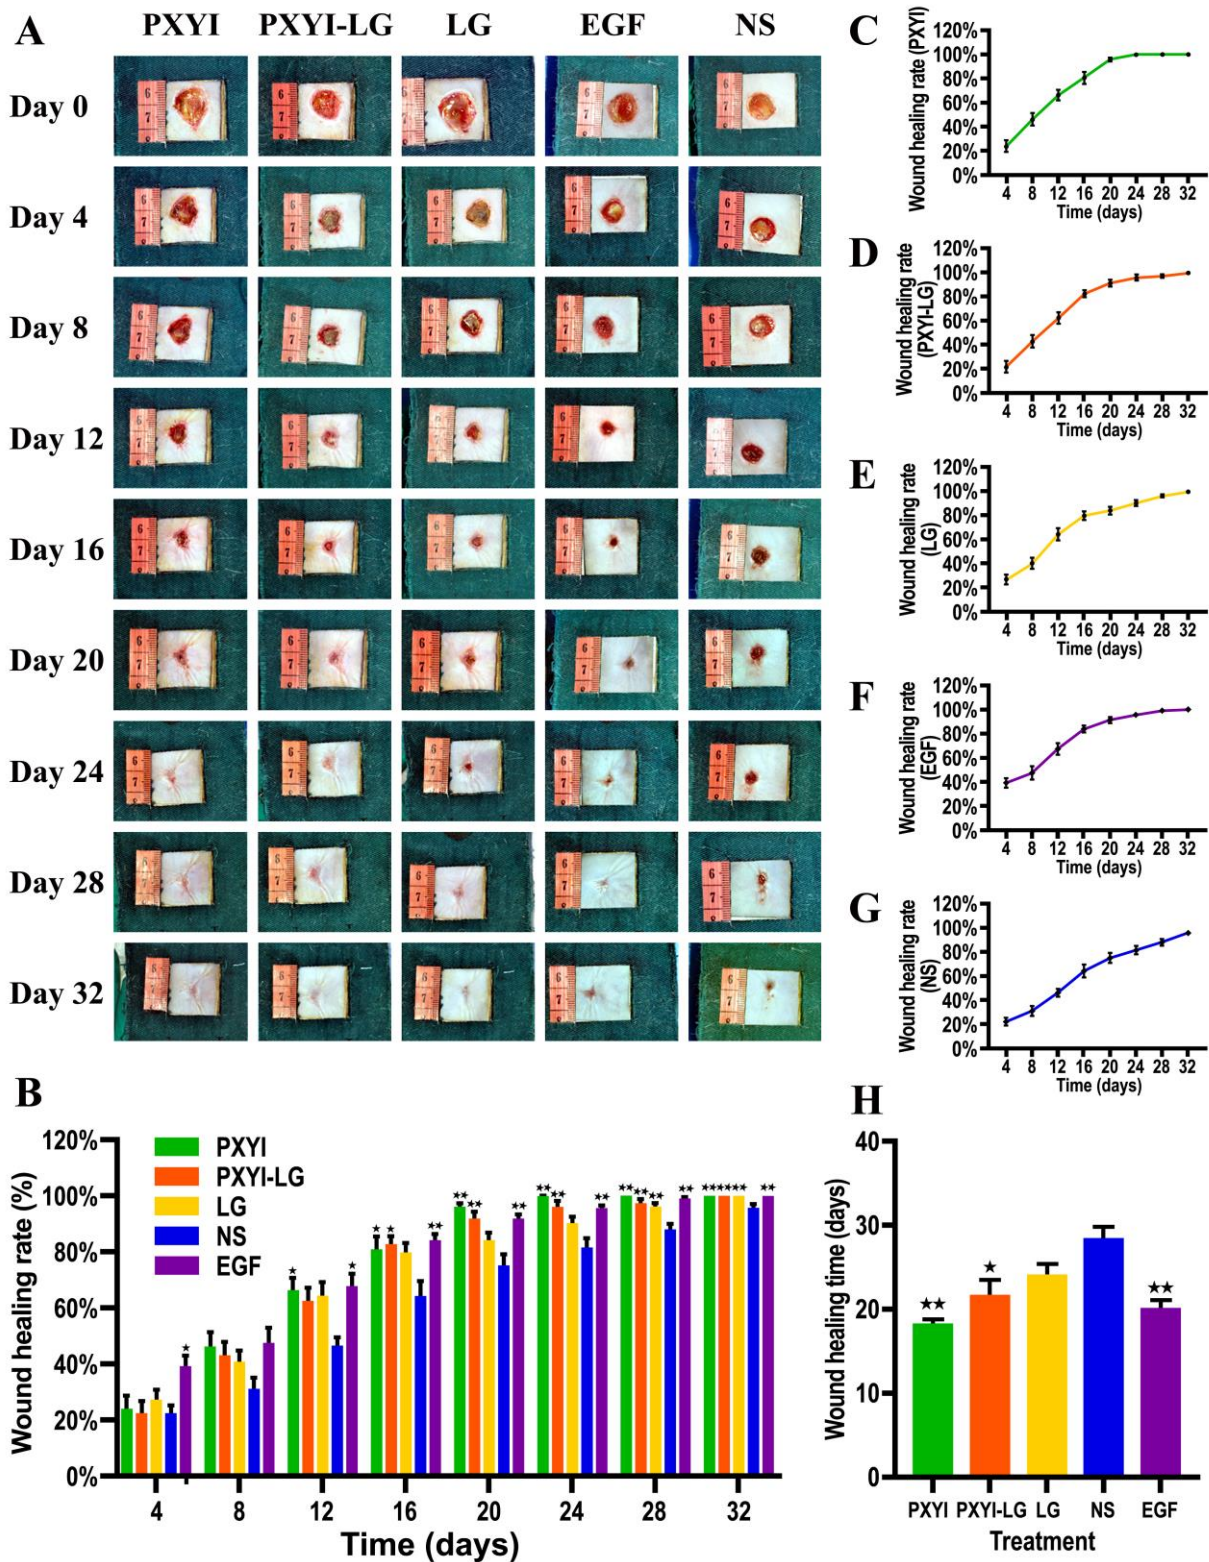 A
PXYI PXYI-LG LG EGF NS
Day 0
Day 4
Day 8
Day 12
Day 16
Day 20
Day 24
Day 28
Day 32
C
Wound healing rate (PXYI)
120%
100%
80%
60%
40%
20%
0%
4 8 12 16 20 24 28 32
Time (days)
D
Wound healing rate
(PXYI-LG)
120%
100%
80%
60%
40%
20%
0%
4 8 12 16 20 24 28 32
Time (days)
E
Wound healing rate
(LG)
120%
100%
80%
60%
40%
20%
0%
4 8 12 16 20 24 28 32
Time (days)
F
Wound healing rate
(EGF)
120%
100%
80%
60%
40%
20%
0%
4 8 12 16 20 24 28 32
Time (days)
G
Wound healing rate
(NS)
120%
100%
80%
60%
40%
20%
0%
4 8 12 16 20 24 28 32
Time (days)
B
Wound healing rate (%)
120%
100%
80%
60%
40%
20%
0%
PXYI
PXYI-LG
LG
NS
EGF
4 8 12 16 20 24 28 32
Time (days)
H
Wound healing time (days)
40
30
20
10
0
PXYI PXYI-LG LG NS EGF
Treatment